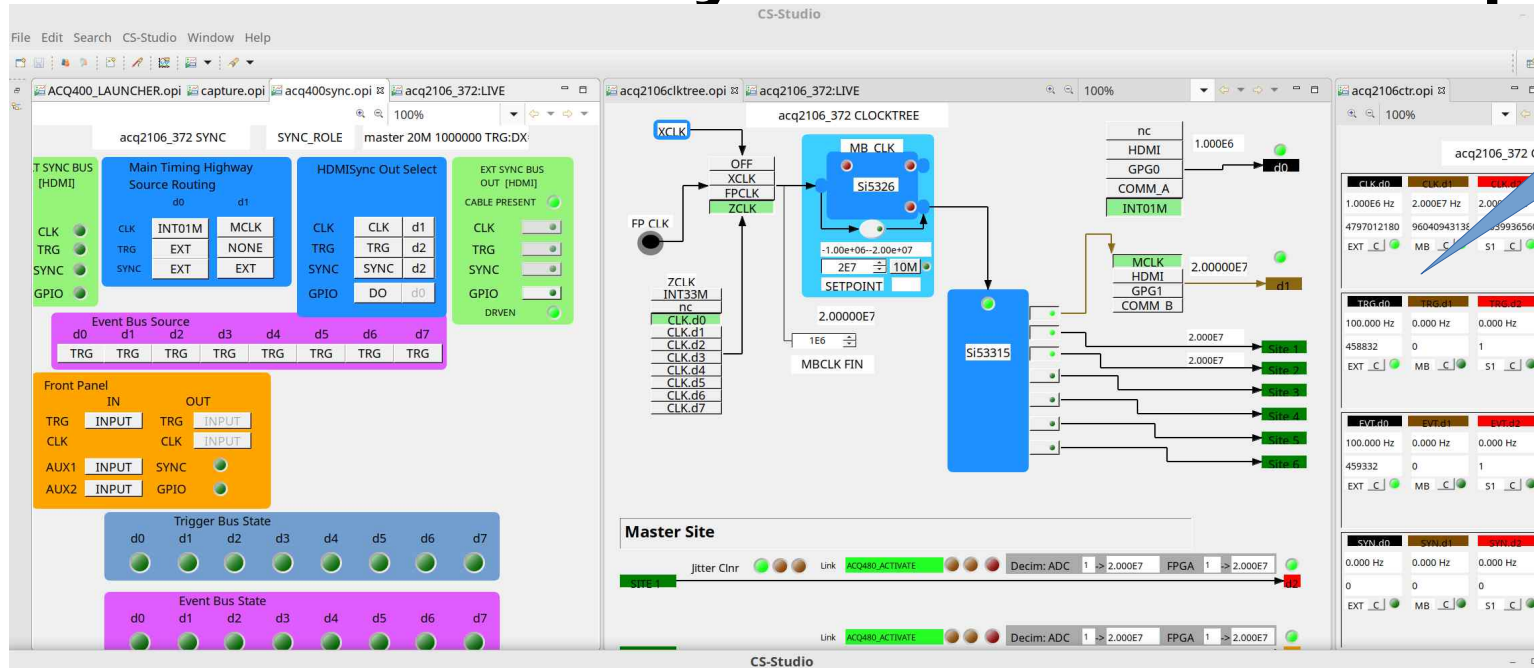 CS-Studio
File Edit Search CS-Studio Window Help
ACQ400_LAUNCHER.opi capture.opi acq400sync.opi acq2106_372:LIVE
100%
acq2106_372 SYNC SYNC_ROLE master 20M 1000000 TRG:DX
T SYNC BUS
[HDMI]
CLK
TRG
SYNC
GPIO
Main Timing Highway
Source Routing
d0 d1
CLK INT01M MCLK
TRG EXT NONE
SYNC EXT EXT
HDMISync Out Select
CLK CLK d1
TRG TRG d2
SYNC SYNC d2
GPIO DO d0
EXT SYNC BUS
OUT [HDMI]
CABLE PRESENT
CLK
TRG
SYNC
GPIO
DRVEN
Event Bus Source
d0 d1 d2 d3 d4 d5 d6 d7
TRG TRG TRG TRG TRG TRG TRG TRG
Front Panel
IN OUT
TRG INPUT TRG INPUT
CLK CLK INPUT
AUX1 INPUT SYNC
AUX2 INPUT GPIO
Trigger Bus State
d0 d1 d2 d3 d4 d5 d6 d7
Event Bus State
d0 d1 d2 d3 d4 d5 d6 d7
acq2106clktree.opi acq2106_372:LIVE
100%
acq2106_372 CLOCKTREE
XCLK
OFF
XCLK
FPCLK
ZCLK
FP CLK
ZCLK
INT33M
nc
CLK.d0
CLK.d1
CLK.d2
CLK.d3
CLK.d4
CLK.d5
CLK.d6
CLK.d7
MB CLK
Si5326
-1.00e+06--2.00e+07
2E7 10M
SETPOINT
2.00000E7
1E6
MBCLK FIN
Si53315
nc
HDMI
GPG0
COMM_A
INT01M
1.000E6
d0
MCLK
HDMI
GPG1
COMM B
2.00000E7
d1
2.000E7
Site 1
2.000E7
Site 2
Site 3
Site 4
Site 5
Site 6
Master Site
Jitter Clnr Link ACQ480_ACTIVATE Decim: ADC 1 -> 2.000E7 FPGA 1 -> 2.000E7
SITE 1 d2
Link ACQ480_ACTIVATE Decim: ADC 1 -> 2.000E7 FPGA 1 -> 2.000E7
acq2106ctr.opi
100%
acq2106_372 C
CLK.d0 CLK.d1 CLK.d2
1.000E6 Hz 2.000E7 Hz
4797012180
EXT C MB C S1 C
TRG.d0 TRG.d1 TRG.d2
100.000 Hz 0.000 Hz 0.000 Hz
458832 0 1
EXT C MB C S1 C
EVT.d0 EVT.d1 EVT.d2
100.000 Hz 0.000 Hz 0.000 Hz
459332 0 1
EXT C MB C S1 C
SYN.d0 SYN.d1 SYN.d2
0.000 Hz 0.000 Hz 0.000 Hz
0 0 0
EXT C MB C S1 C
CS-Studio